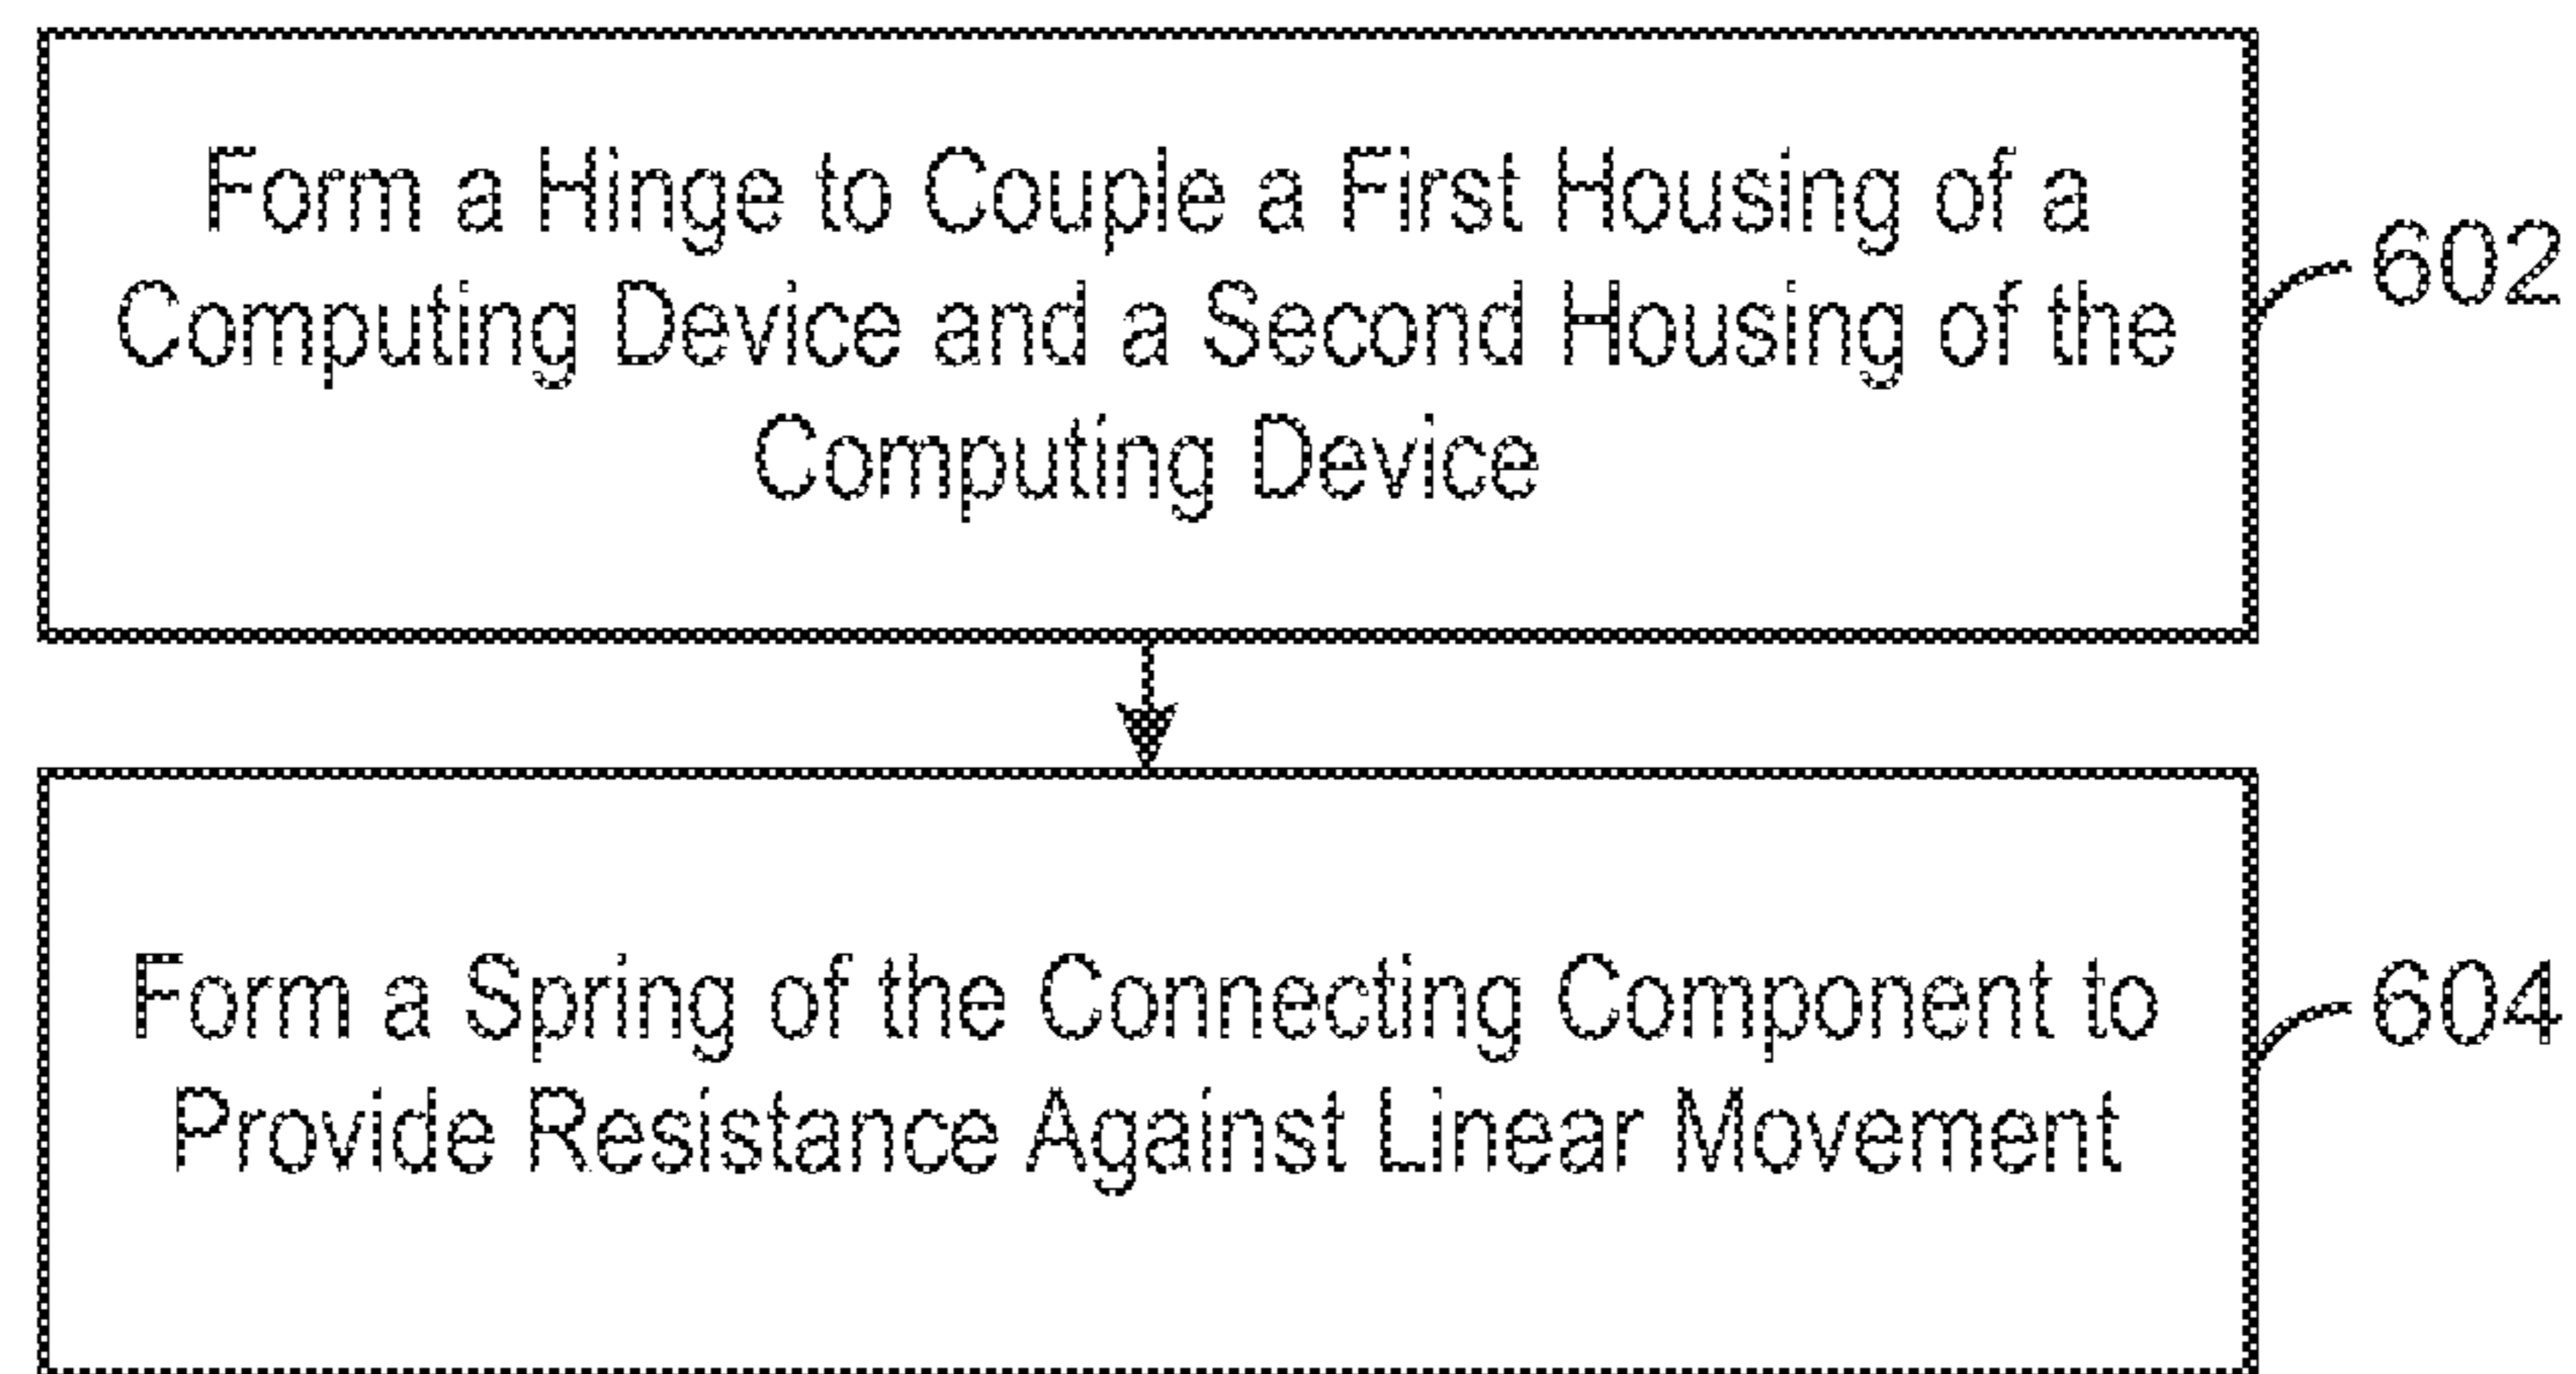 Form a Hinge to Couple a First Housing of a
Computing Device and a Second Housing of the
Computing Device
602
Form a Spring of the Connecting Component to
Provide Resistance Against Linear Movement
604